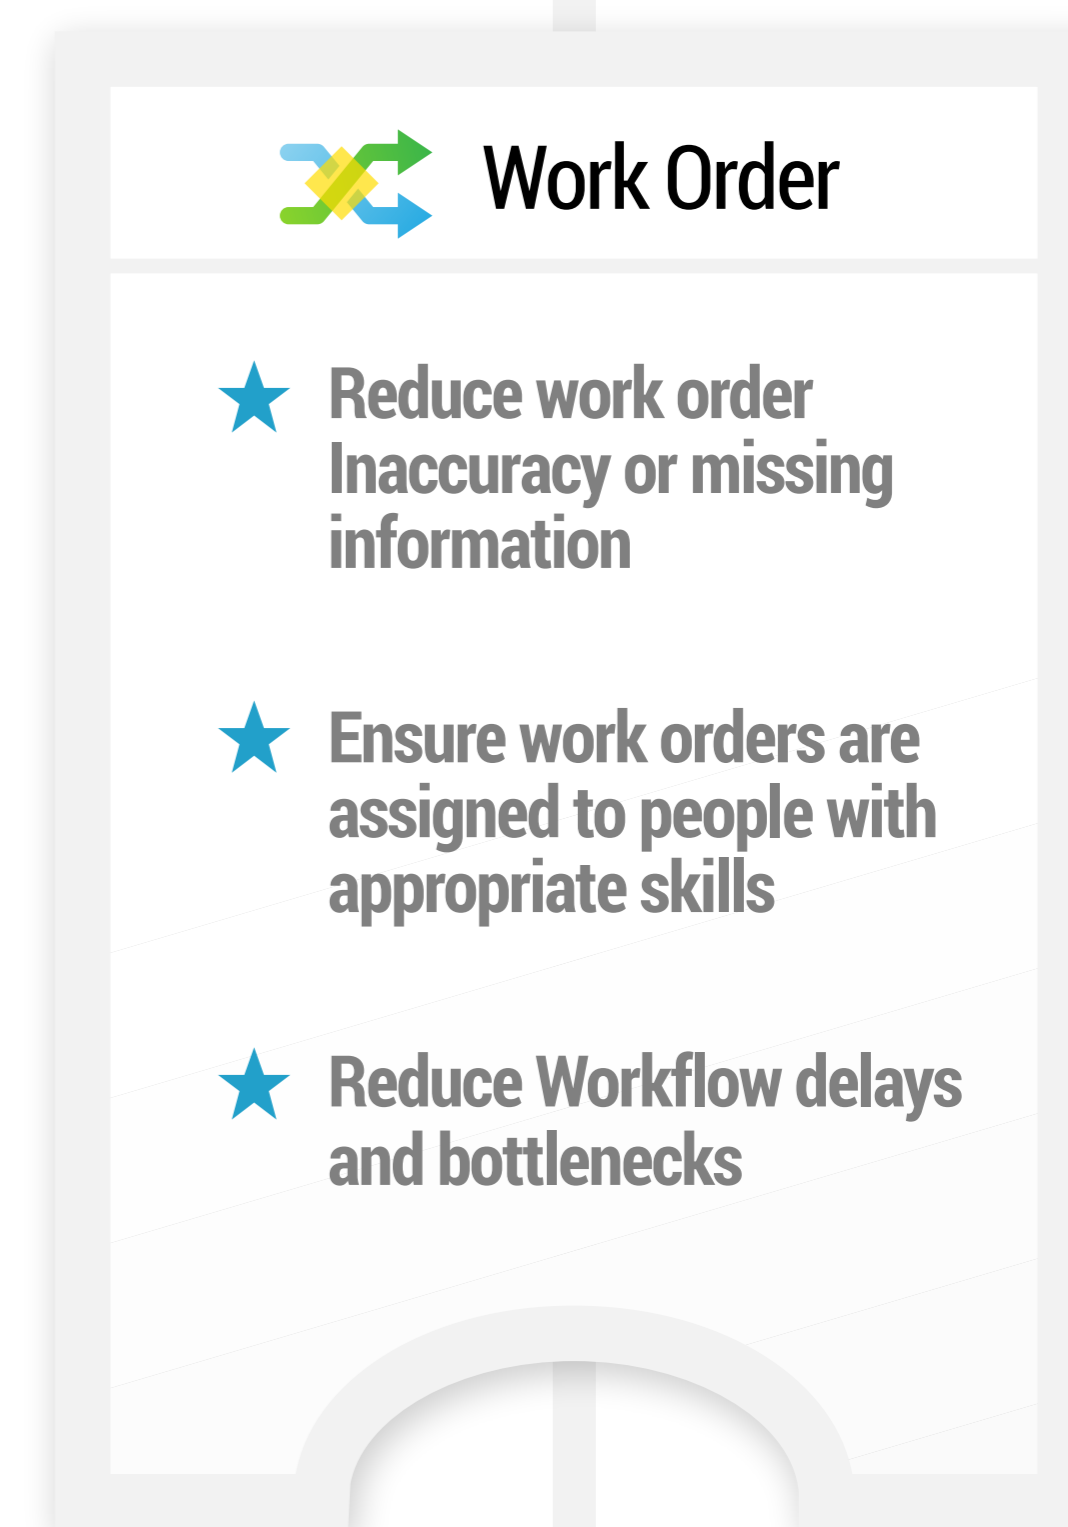 Work Order
Reduce work order
Inaccuracy or missing
information
Ensure work orders are
assigned to people with
appropriate skills
Reduce Workflow delays
and bottlenecks